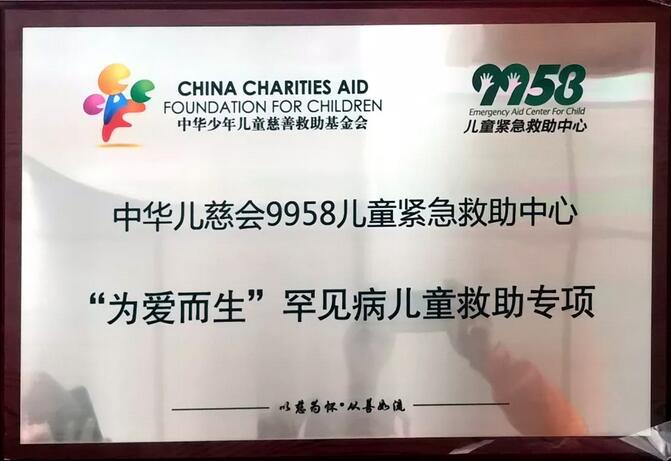 CHINA CHARITIES AID
FOUNDATION FOR CHILDREN
中华少年儿童慈善救助基金会
9958
Emergency Aid Center For Child
儿童紧急救助中心
中华儿慈会9958儿童紧急救助中心
“为爱而生”罕见病儿童救助专项
以慈为怀·从善如流